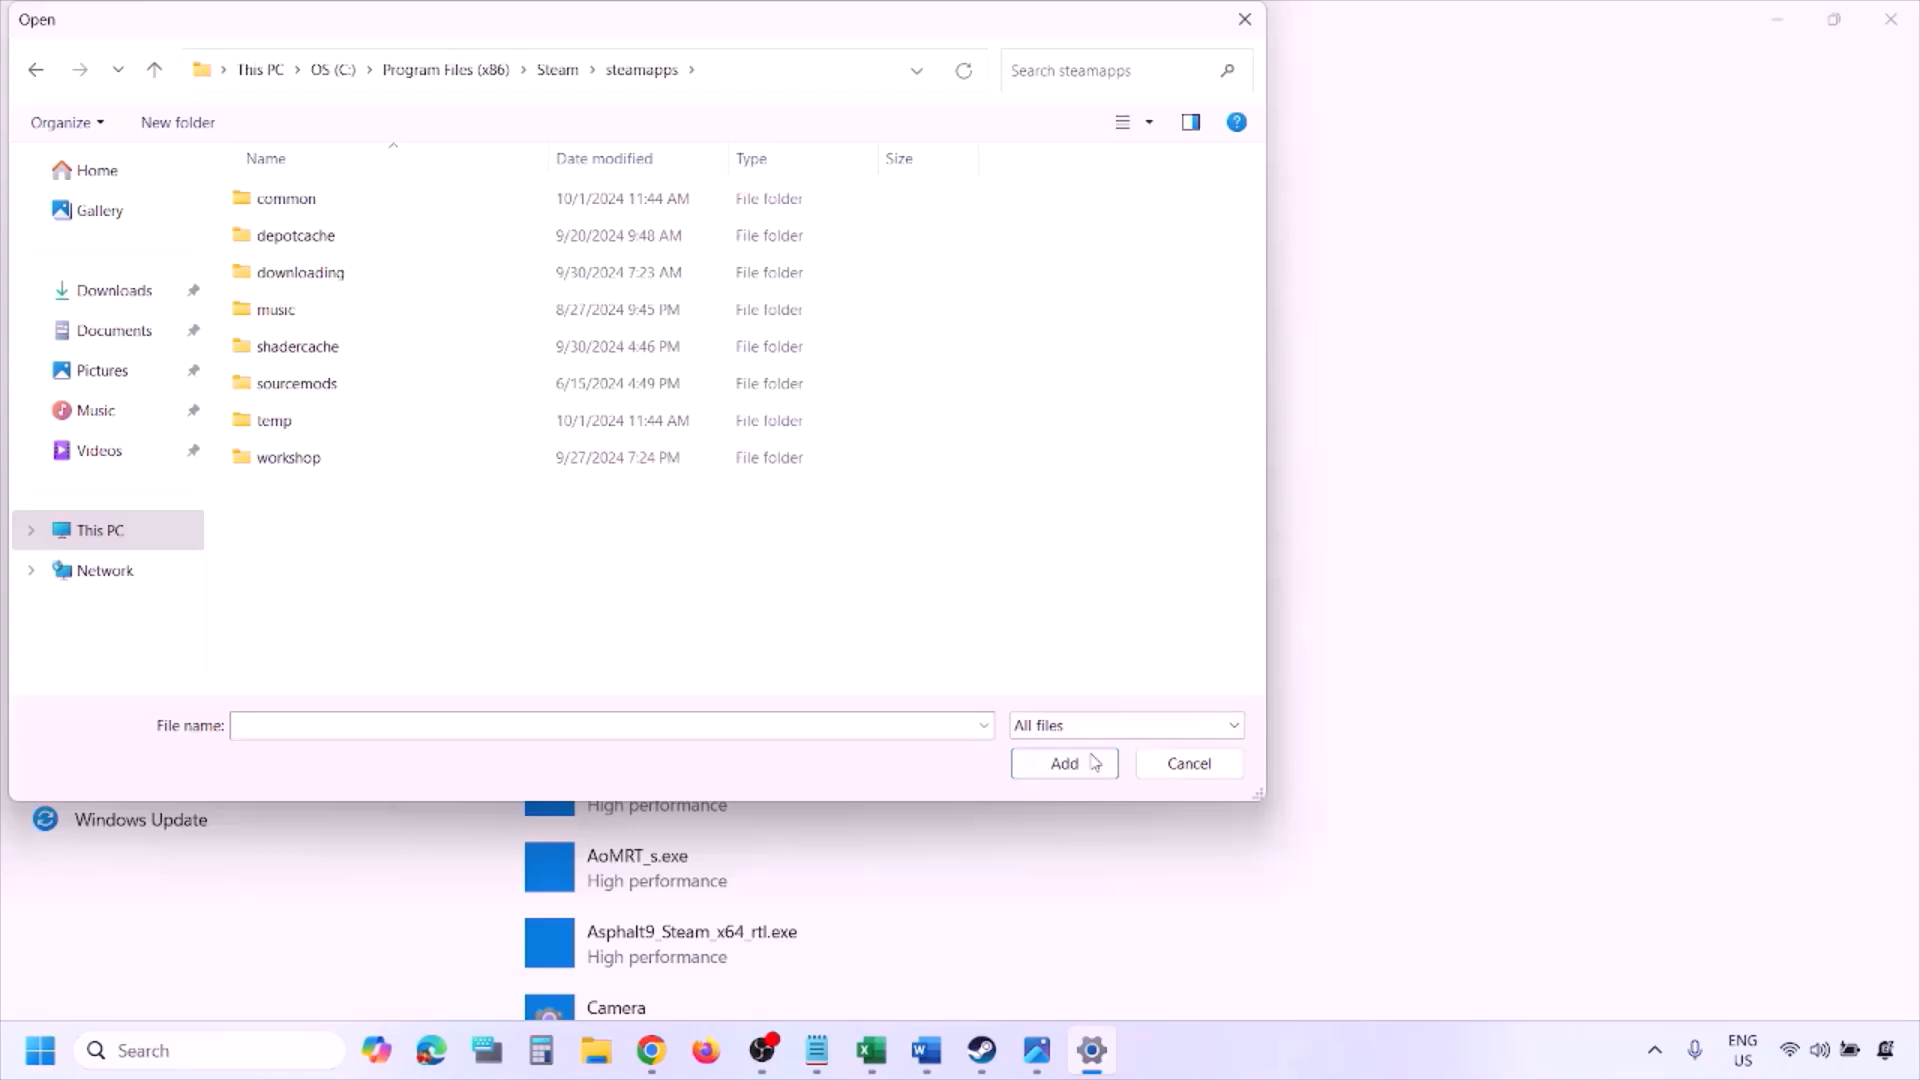 Open
This PC > OS (C:) > Program Files (x86) > Steam > steamapps >
Search steamapps
Organize
New folder
Name
Date modified
Type
Size
Home
Gallery
Downloads
Documents
Pictures
Music
Videos
This PC
Network
common 10/1/2024 11:44 AM File folder
depotcache 9/20/2024 9:48 AM File folder
downloading 9/30/2024 7:23 AM File folder
music 8/27/2024 9:45 PM File folder
shadercache 9/30/2024 4:46 PM File folder
sourcemods 6/15/2024 4:49 PM File folder
temp 10/1/2024 11:44 AM File folder
workshop 9/27/2024 7:24 PM File folder
File name:
All files
Add
Cancel
Windows Update
High performance
AoMRT_s.exe
High performance
Asphalt9_Steam_x64_rtl.exe
High performance
Camera
Search
ENG
US